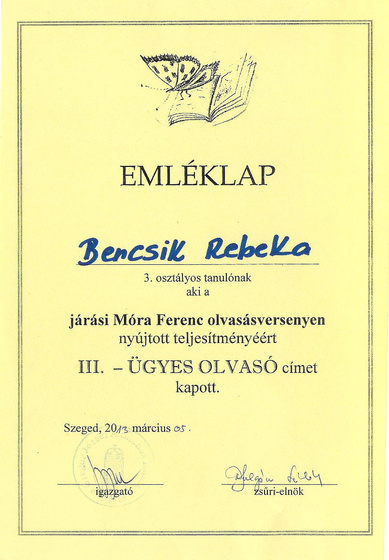 EMLÉKLAP
Bencsik Rebeka
3. osztályos tanulónak
aki a
járási Móra Ferenc olvasásversenyen
nyújtott teljesítményéért
III. – ÜGYES OLVASÓ címet
kapott.
Szeged, 2013. március 05.
igazgató
zsűri-elnök